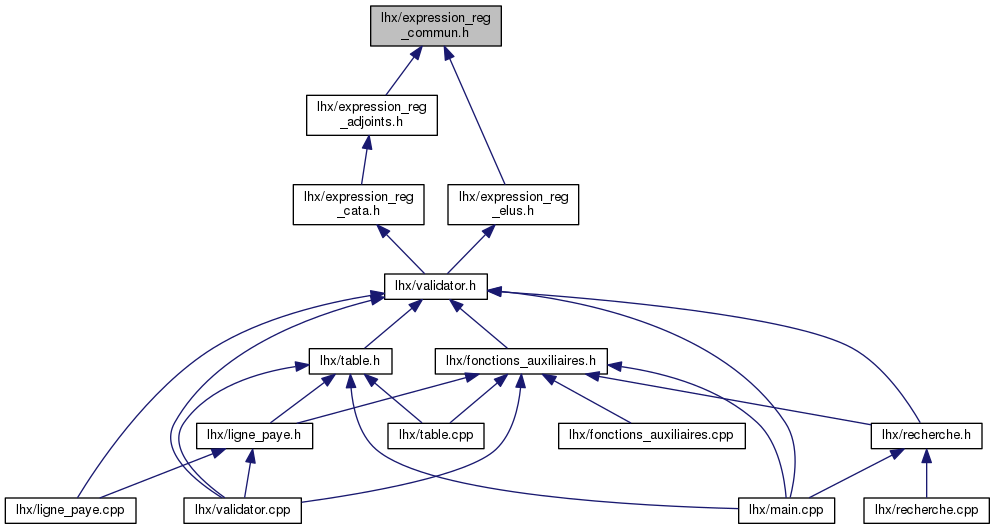 lhx/expression_reg
_commun.h
lhx/expression_reg
_adjoints.h
lhx/expression_reg
_cata.h
lhx/expression_reg
_elus.h
lhx/validator.h
lhx/table.h
lhx/fonctions_auxiliaires.h
lhx/ligne_paye.h
lhx/table.cpp
lhx/fonctions_auxiliaires.cpp
lhx/recherche.h
lhx/ligne_paye.cpp
lhx/validator.cpp
lhx/main.cpp
lhx/recherche.cpp